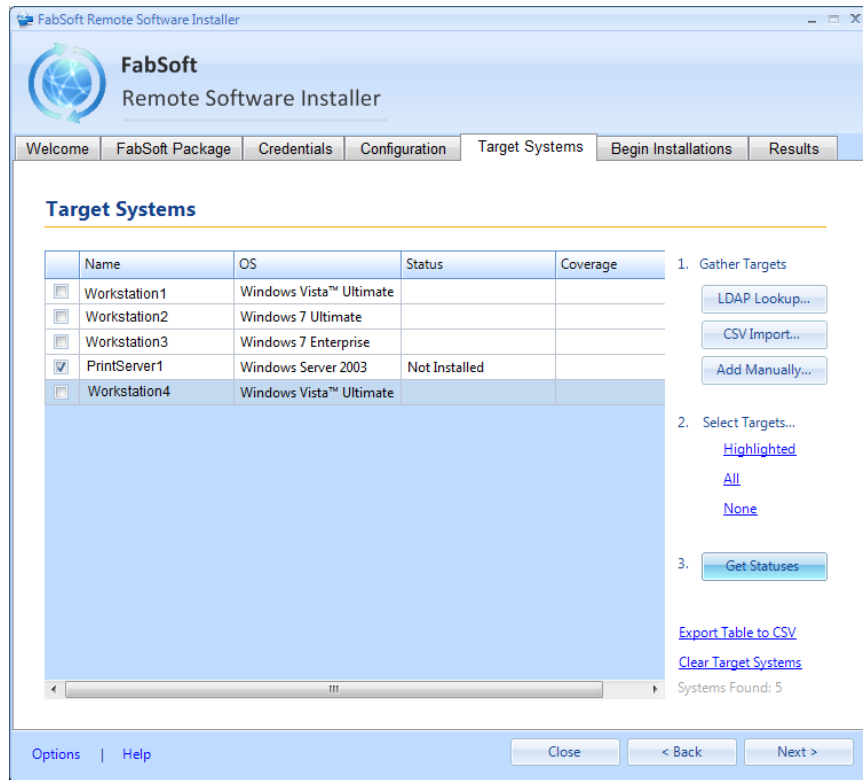 FabSoft Remote Software Installer
FabSoft
Remote Software Installer
Welcome FabSoft Package Credentials Configuration Target Systems Begin Installations Results
Target Systems
Name OS Status Coverage
Workstation1 Windows Vista™ Ultimate
Workstation2 Windows 7 Ultimate
Workstation3 Windows 7 Enterprise
PrintServer1 Windows Server 2003 Not Installed
Workstation4 Windows Vista™ Ultimate
1. Gather Targets
LDAP Lookup...
CSV Import...
Add Manually...
2. Select Targets...
Highlighted
All
None
3. Get Statuses
Export Table to CSV
Clear Target Systems
Systems Found: 5
Options | Help Close < Back Next >